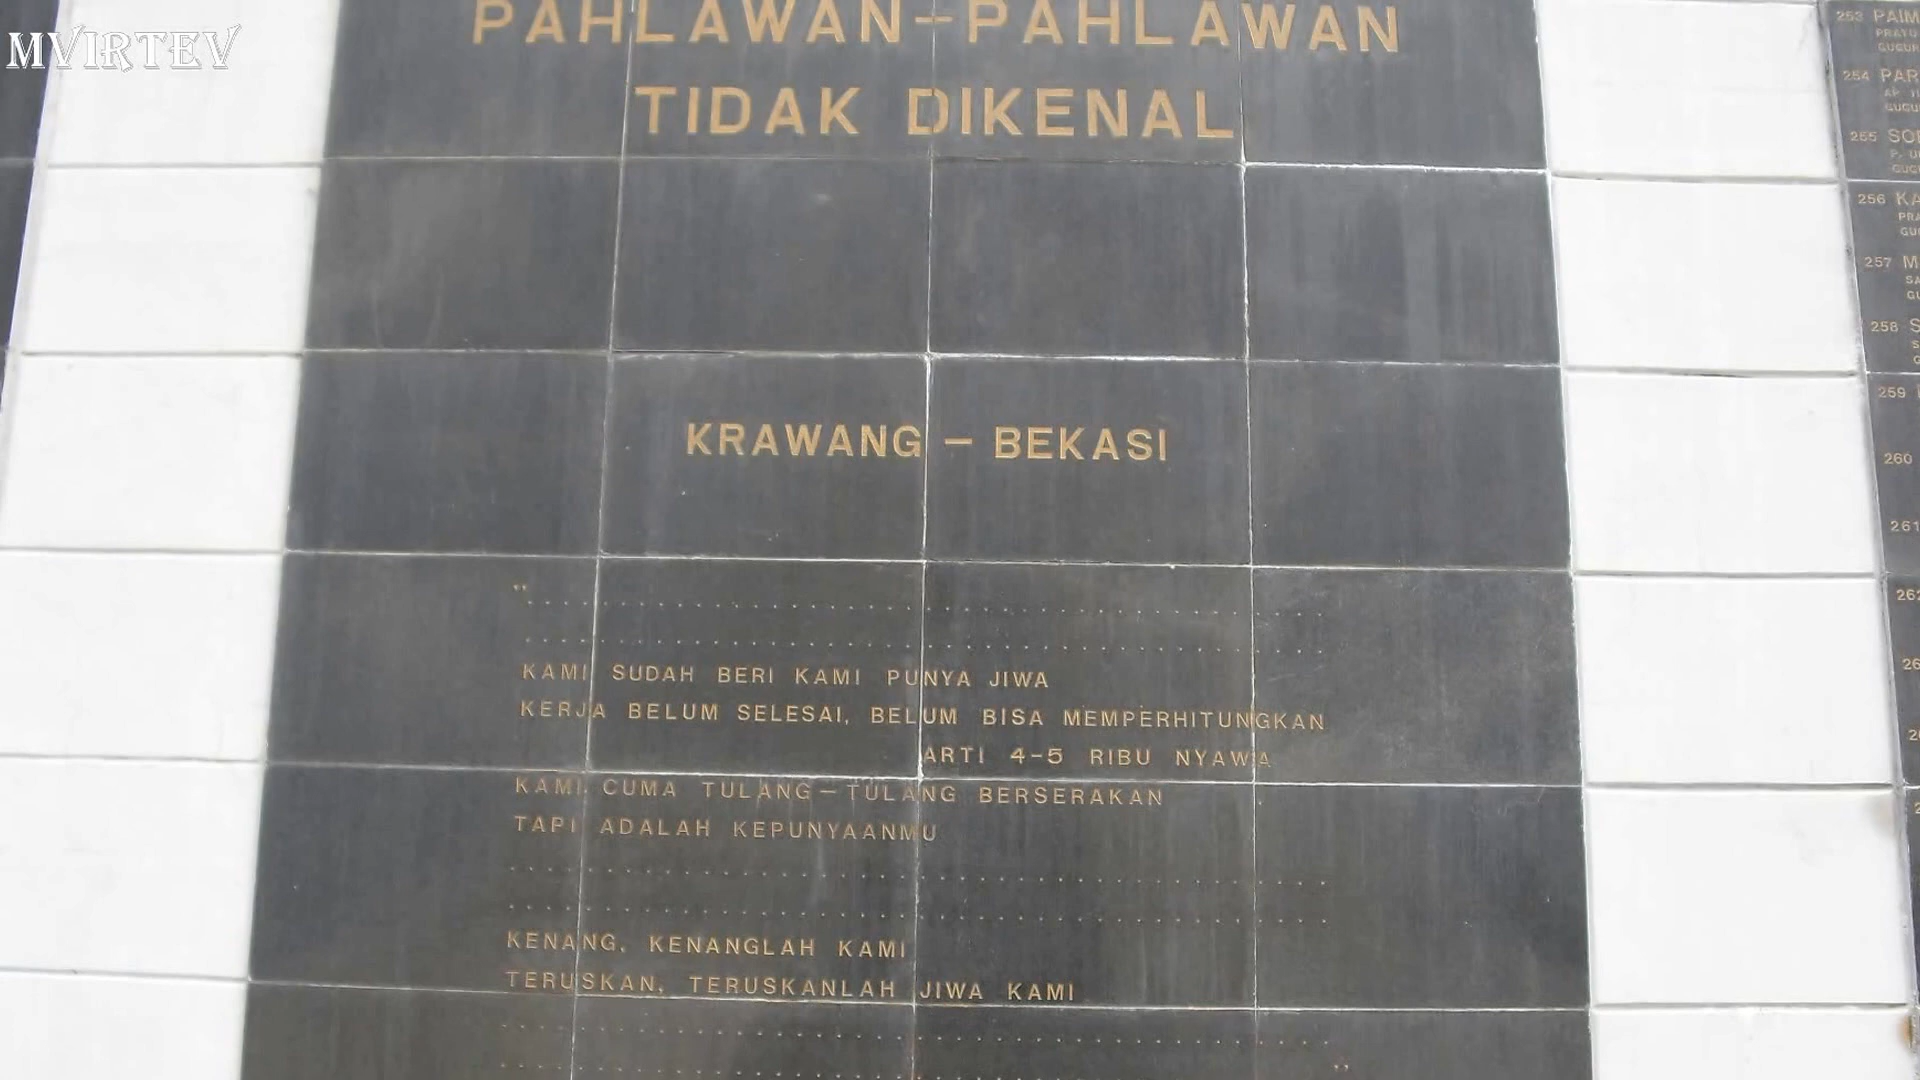 MVIRTEV
PAHLAWAN-PAHLAWAN
TIDAK DIKENAL
KRAWANG - BEKASI
"..........................................................
..........................................................
KAMI SUDAH BERI KAMI PUNYA JIWA
KERJA BELUM SELESAI, BELUM BISA MEMPERHITUNGKAN
ARTI 4-5 RIBU NYAWA
KAMI CUMA TULANG-TULANG BERSERAKAN
TAPI ADALAH KEPUNYAANMU
..........................................................
..........................................................
KENANG, KENANGLAH KAMI
TERUSKAN, TERUSKANLAH JIWA KAMI
..........................................................
.........................................................."
253
254
255
256
257
258
259
260
261